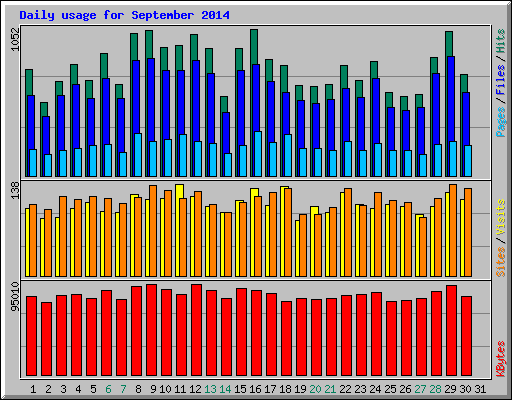 Daily usage for September 2014
1052
Pages / Files / Hits
138
Sites / Visits
95010
KBytes
1 2 3 4 5 6 7 8 9 10 11 12 13 14 15 16 17 18 19 20 21 22 23 24 25 26 27 28 29 30 31